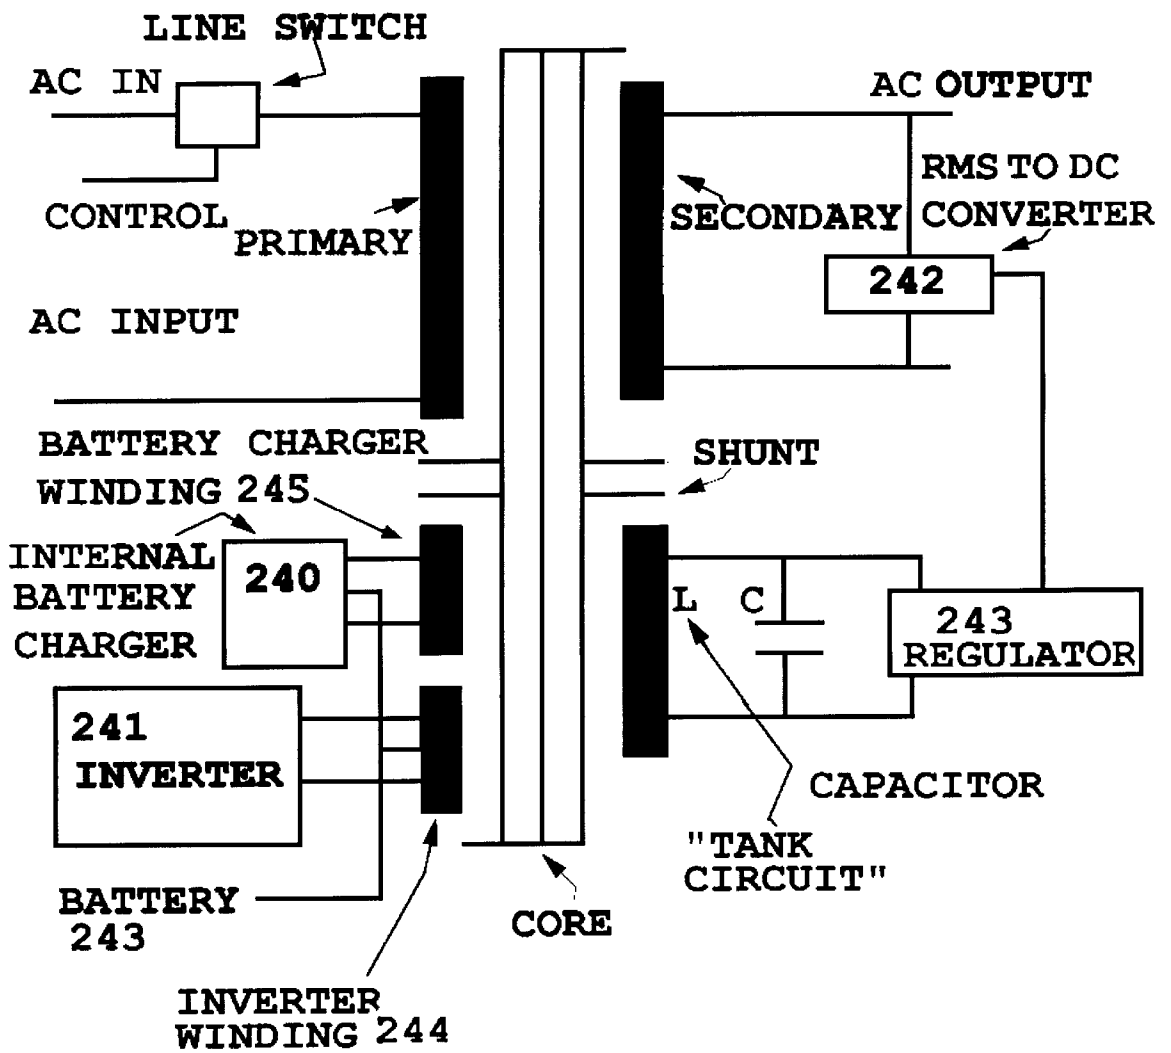 LINE SWITCH
AC IN
AC OUTPUT
RMS TO DC
CONVERTER
CONTROL
PRIMARY
SECONDARY
242
AC INPUT
BATTERY CHARGER
WINDING 245
SHUNT
INTERNAL
BATTERY
CHARGER
240
L
C
243
REGULATOR
241
INVERTER
CAPACITOR
"TANK
CIRCUIT"
BATTERY
243
CORE
INVERTER
WINDING 244